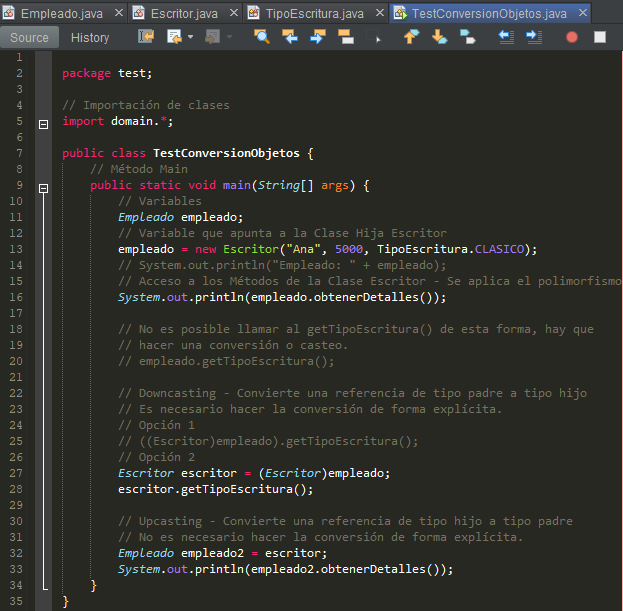 Empleado.java × Escritor.java × TipoEscritura.java × TestConversionObjetos.java ×
Source History
1
2 package test;
3
4 // Importación de clases
5 import domain.*;
6
7 public class TestConversionObjetos {
8 // Método Main
9 public static void main(String[] args) {
10 // Variables
11 Empleado empleado;
12 // Variable que apunta a la Clase Hija Escritor
13 empleado = new Escritor("Ana", 5000, TipoEscritura.CLASICO);
14 // System.out.println("Empleado: " + empleado);
15 // Acceso a los Métodos de la Clase Escritor - Se aplica el polimorfismo
16 System.out.println(empleado.obtenerDetalles());
17
18 // No es posible llamar al getTipoEscritura() de esta forma, hay que
19 // hacer una conversión o casteo.
20 // empleado.getTipoEscritura();
21
22 // Downcasting - Convierte una referencia de tipo padre a tipo hijo
23 // Es necesario hacer la conversión de forma explícita.
24 // Opción 1
25 // ((Escritor)empleado).getTipoEscritura();
26 // Opción 2
27 Escritor escritor = (Escritor)empleado;
28 escritor.getTipoEscritura();
29
30 // Upcasting - Convierte una referencia de tipo hijo a tipo padre
31 // No es necesario hacer la conversión de forma explícita.
32 Empleado empleado2 = escritor;
33 System.out.println(empleado2.obtenerDetalles());
34 }
35 }